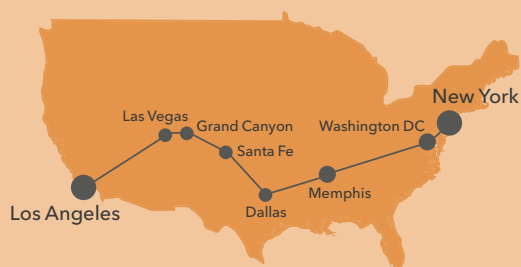 New York
Las Vegas
Grand Canyon
Washington DC
Santa Fe
Memphis
Los Angeles
Dallas